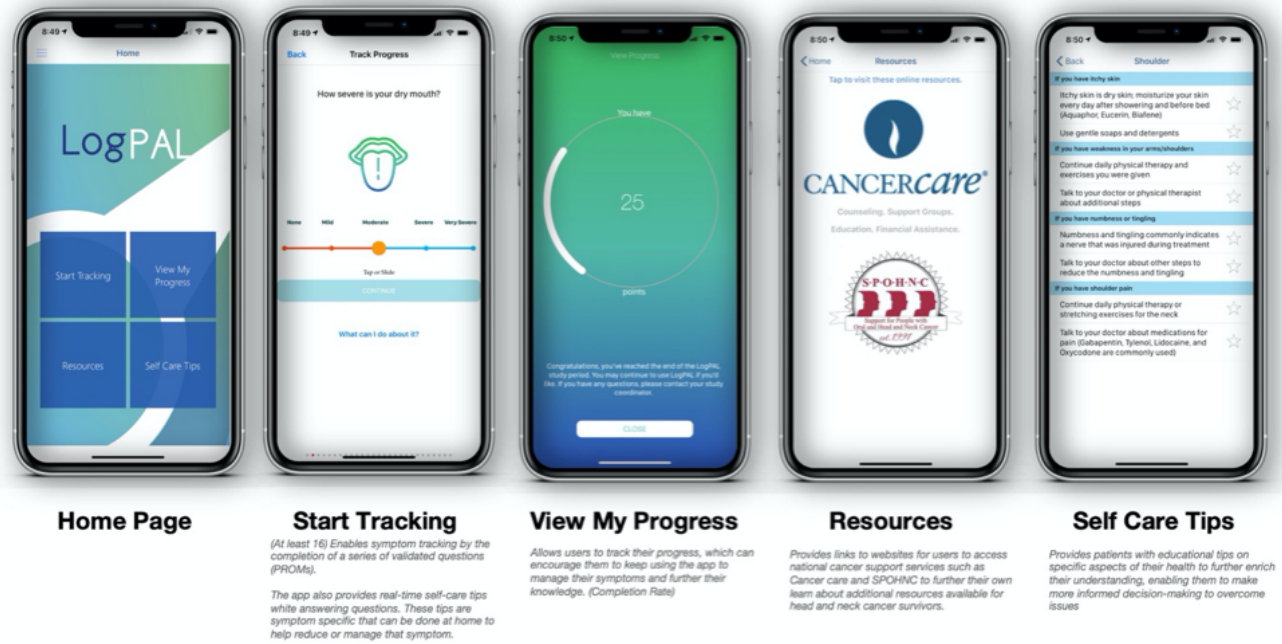 8:49
Home
LogPAL
Start Tracking
View My
Progress
Resources
Self Care Tips
Home Page
8:49
Back
Track Progress
How severe is your dry mouth?
None
Mild
Moderate
Severe
Very Severe
Tap or Slide
CONTINUE
What can I do about it?
Start Tracking
(At least 16) Enables symptom tracking by the
completion of a series of validated questions
(PROMs).
The app also provides real-time self-care tips
while answering questions. These tips are
symptom specific that can be done at home to
help reduce or manage that symptom.
8:50
View Progress
You have
25
points
Congratulations, you've reached the end of the LogPAL
study period. You may continue to use LogPAL if you'd
like. If you have any questions, please contact your study
coordinator.
CLOSE
View My Progress
Allows users to track their progress, which can
encourage them to keep using the app to
manage their symptoms and further their
knowledge. (Completion Rate)
8:50
Home
Resources
Tap to visit these online resources.
CANCERcare®
Counseling. Support Groups.
Education. Financial Assistance.
S·P·O·H·N·C
Support for People with
Oral and Head and Neck Cancer
est.1991
Resources
Provides links to websites for users to access
national cancer support services such as
Cancer care and SPOHNC to further their own
learn about additional resources available for
head and neck cancer survivors.
8:50
Back
Shoulder
If you have itchy skin
Itchy skin is dry skin; moisturize your skin
every day after showering and before bed
(Aquaphor, Eucerin, Biafene)
Use gentle soaps and detergents
If you have weakness in your arms/shoulders
Continue daily physical therapy and
exercises you were given
Talk to your doctor or physical therapist
about additional steps
If you have numbness or tingling
Numbness and tingling commonly indicates
a nerve that was injured during treatment
Talk to your doctor about other steps to
reduce the numbness and tingling
If you have shoulder pain
Continue daily physical therapy or
stretching exercises for the neck
Talk to your doctor about medications for
pain (Gabapentin, Tylenol, Lidocaine, and
Oxycodone are commonly used)
Self Care Tips
Provides patients with educational tips on
specific aspects of their health to further enrich
their understanding, enabling them to make
more informed decision-making to overcome
issues